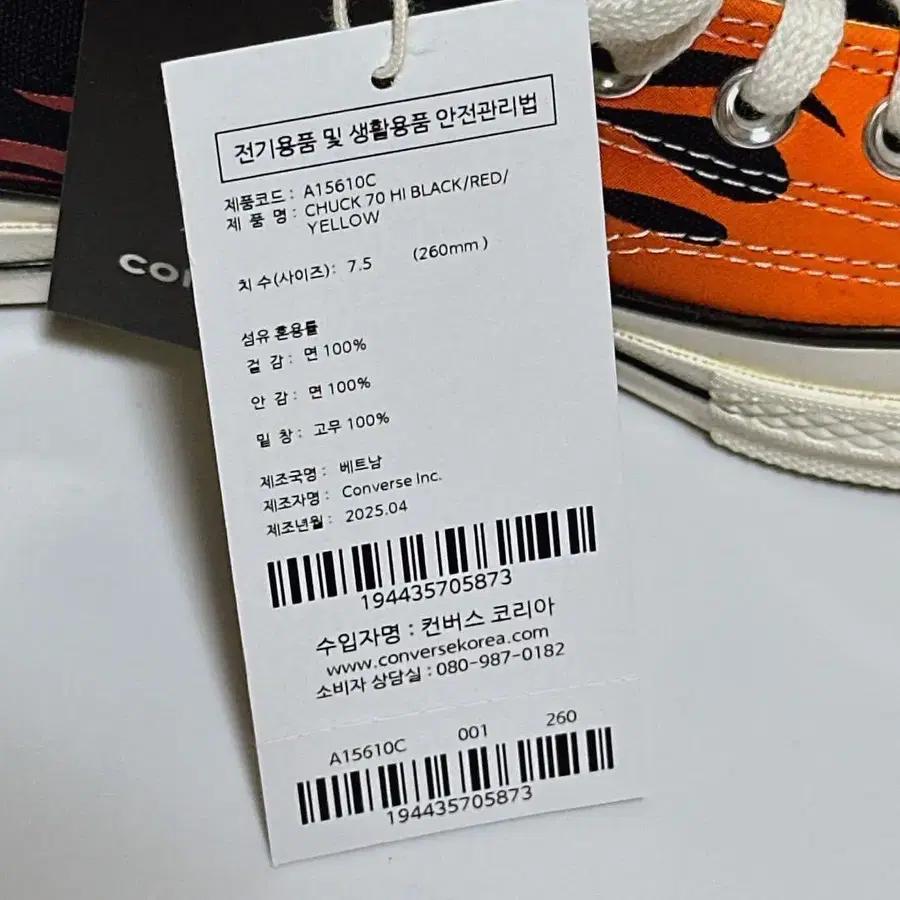 전기용품 및 생활용품 안전관리법
제품코드 : A15610C
제 품 명 : CHUCK 70 HI BLACK/RED/
YELLOW
치 수(사이즈) : 7.5 (260mm )
섬유 혼용률
겉 감 : 면 100%
안 감 : 면 100%
밑 창 : 고무 100%
제조국명 : 베트남
제조자명 : Converse Inc.
제조년월 : 2025.04
194435705873
수입자명 : 컨버스 코리아
www.conversekorea.com
소비자 상담실 : 080-987-0182
A15610C 001 260
194435705873